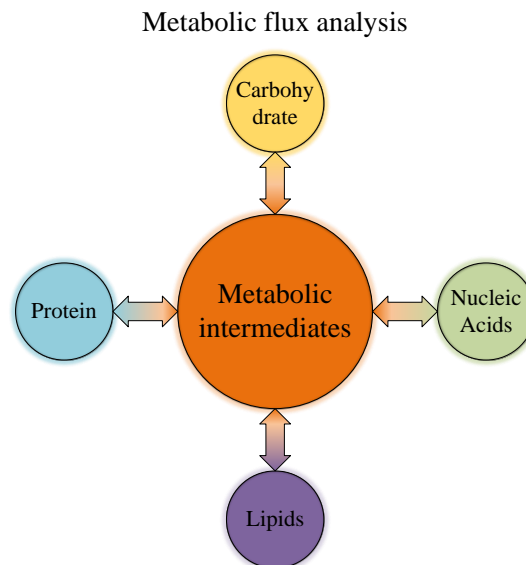 Metabolic flux analysis
Carbohy
drate
Protein
Metabolic
intermediates
Nucleic
Acids
Lipids